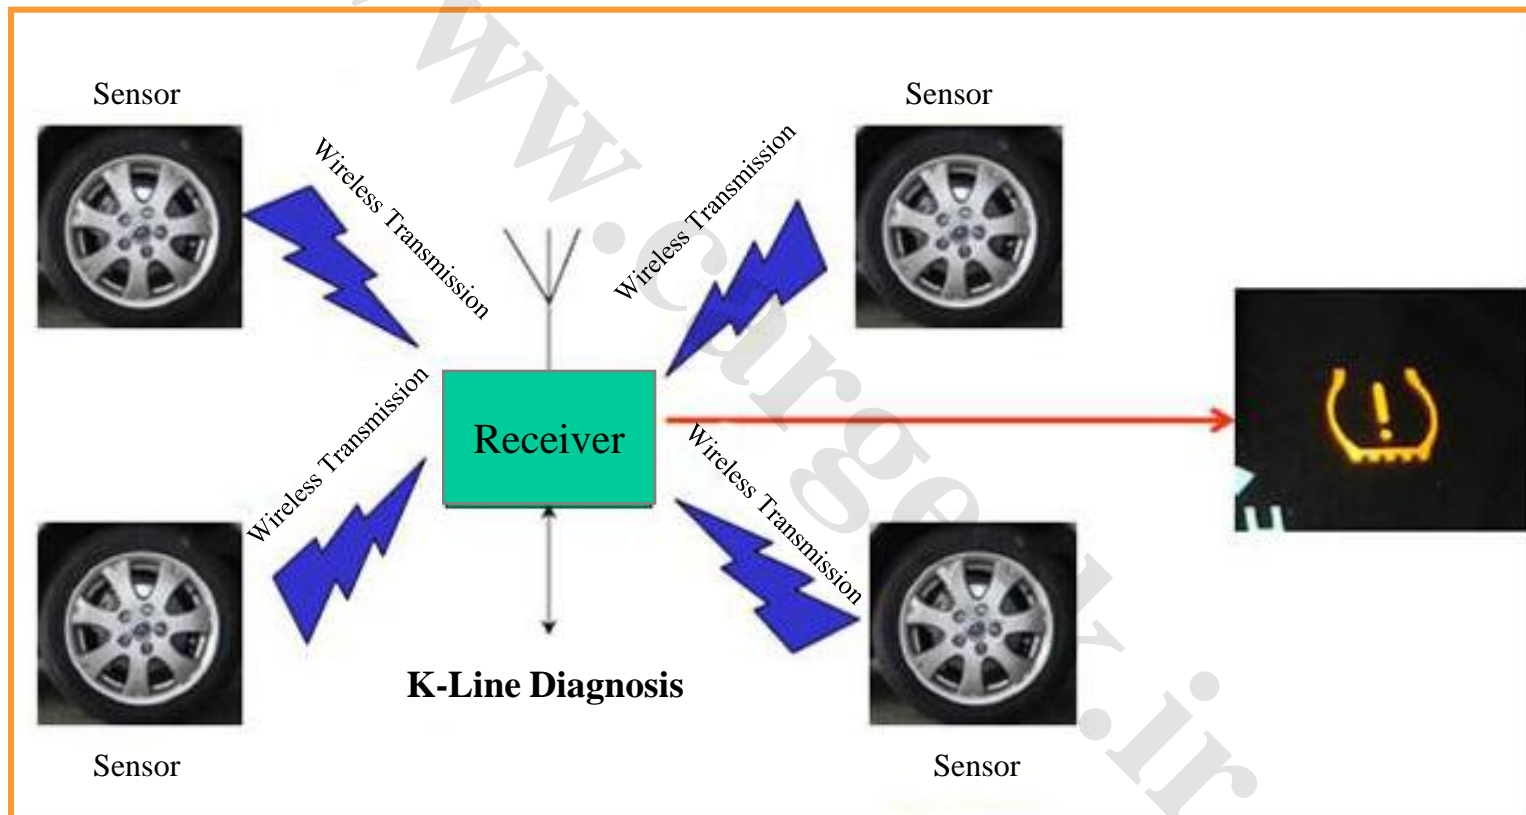 Sensor
Sensor
Wireless Transmission
Wireless Transmission
Wireless Transmission
Receiver
Wireless Transmission
K-Line Diagnosis
Sensor
Sensor
www.cargeek.ir